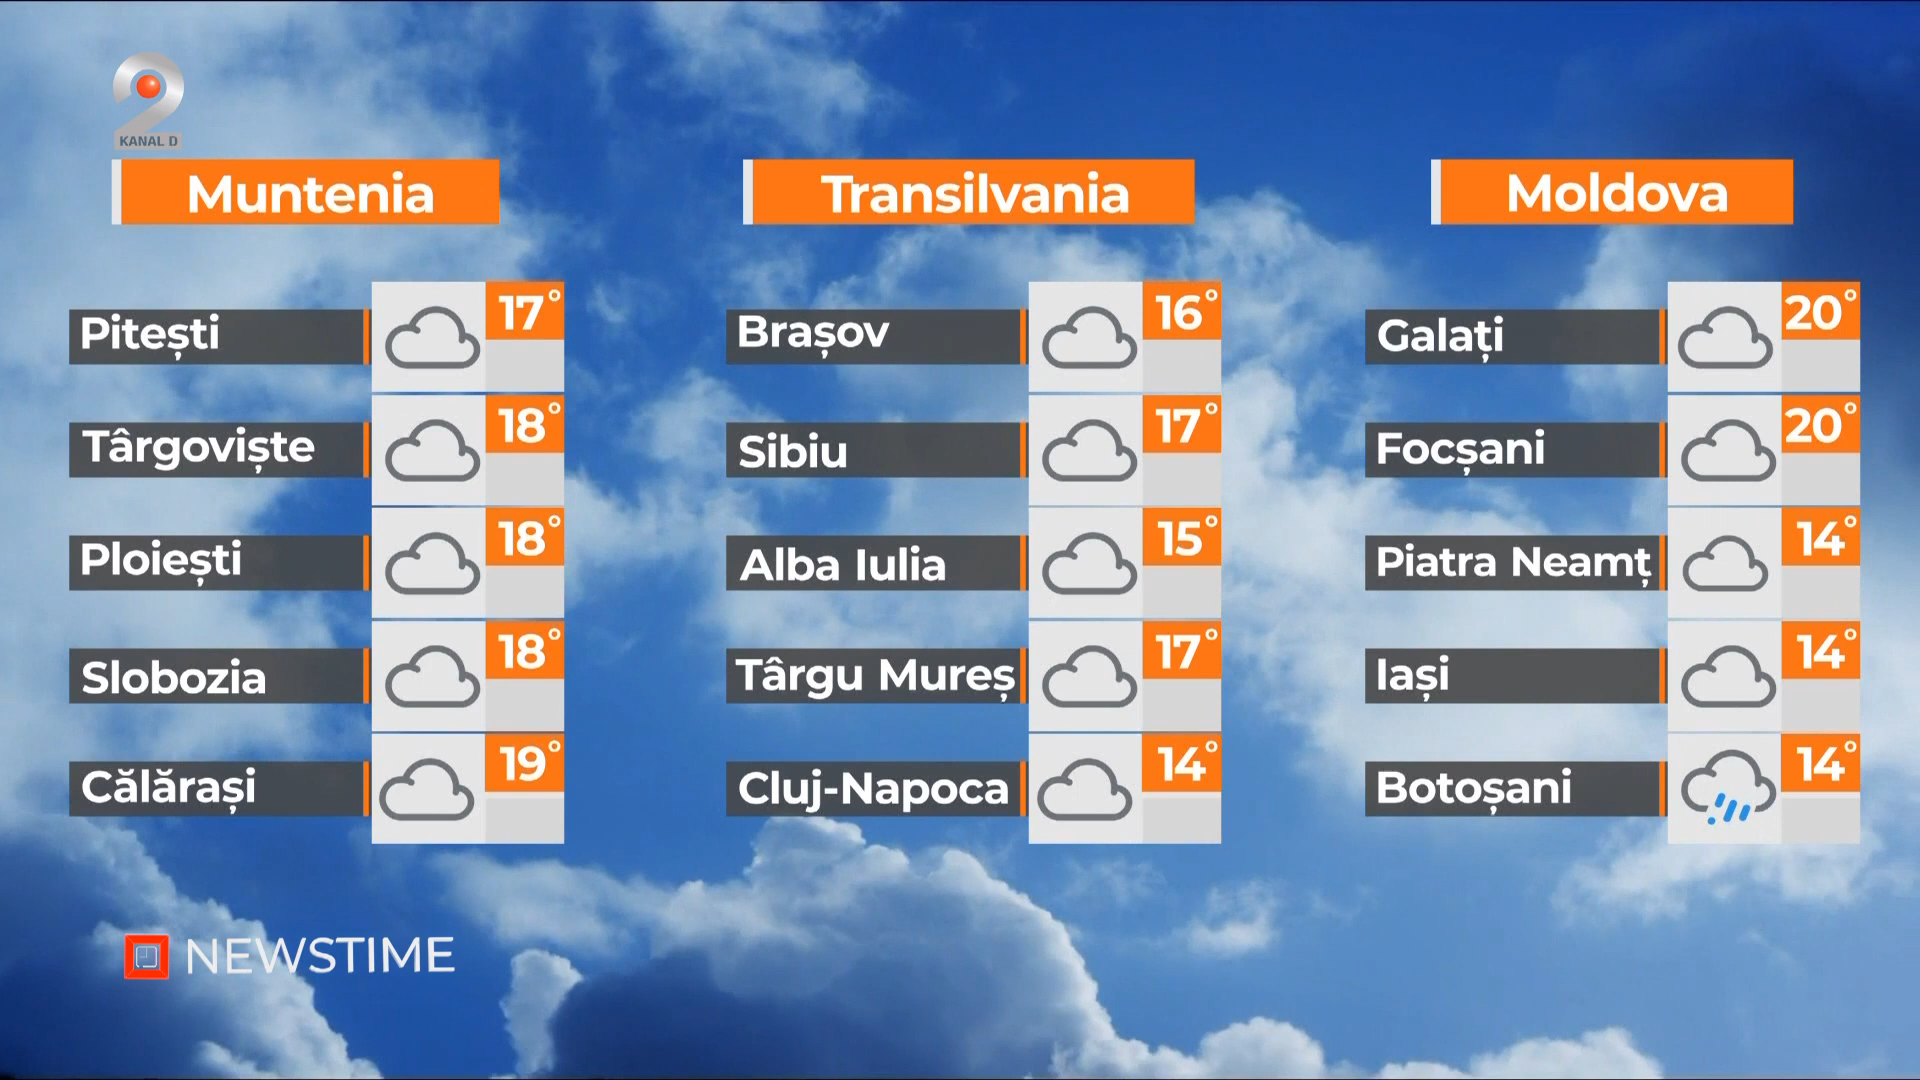 2
KANAL D
Muntenia
Pitești 17°
Târgoviște 18°
Ploiești 18°
Slobozia 18°
Călărași 19°
Transilvania
Brașov 16°
Sibiu 17°
Alba Iulia 15°
Târgu Mureș 17°
Cluj-Napoca 14°
Moldova
Galați 20°
Focșani 20°
Piatra Neamț 14°
Iași 14°
Botoșani 14°
NEWSTIME